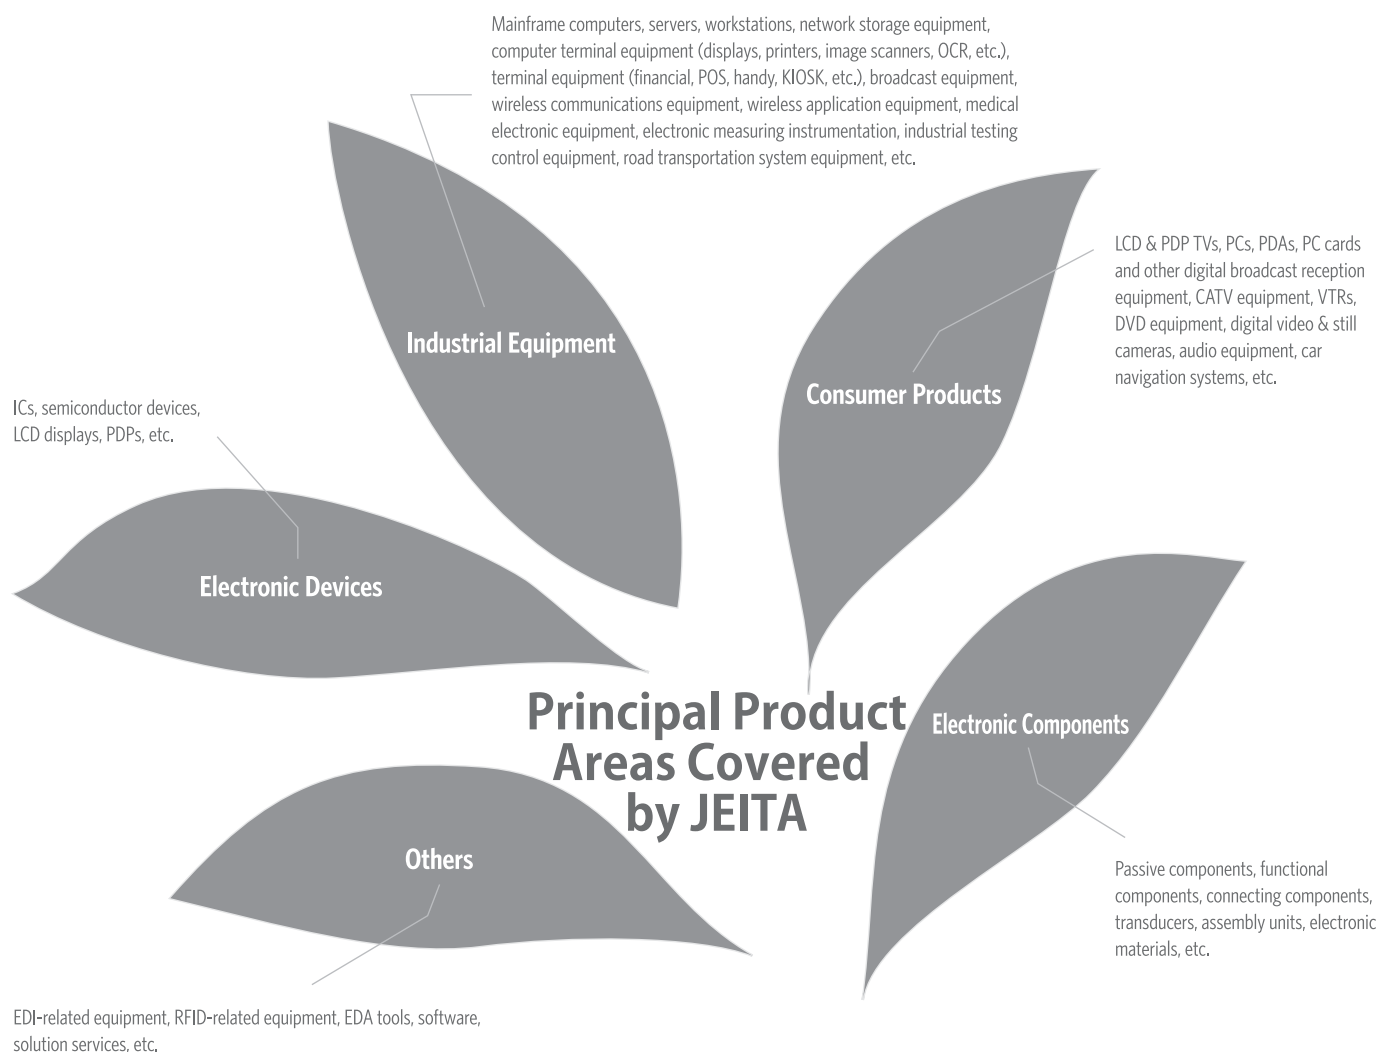 Mainframe computers, servers, workstations, network storage equipment,
computer terminal equipment (displays, printers, image scanners, OCR, etc.),
terminal equipment (financial, POS, handy, KIOSK, etc.), broadcast equipment,
wireless communications equipment, wireless application equipment, medical
electronic equipment, electronic measuring instrumentation, industrial testing
control equipment, road transportation system equipment, etc.
Industrial Equipment
LCD & PDP TVs, PCs, PDAs, PC cards
and other digital broadcast reception
equipment, CATV equipment, VTRs,
DVD equipment, digital video & still
cameras, audio equipment, car
navigation systems, etc.
Consumer Products
ICs, semiconductor devices,
LCD displays, PDPs, etc.
Electronic Devices
Principal Product
Areas Covered
by JEITA
Electronic Components
Passive components, functional
components, connecting components,
transducers, assembly units, electronic
materials, etc.
Others
EDI-related equipment, RFID-related equipment, EDA tools, software,
solution services, etc.